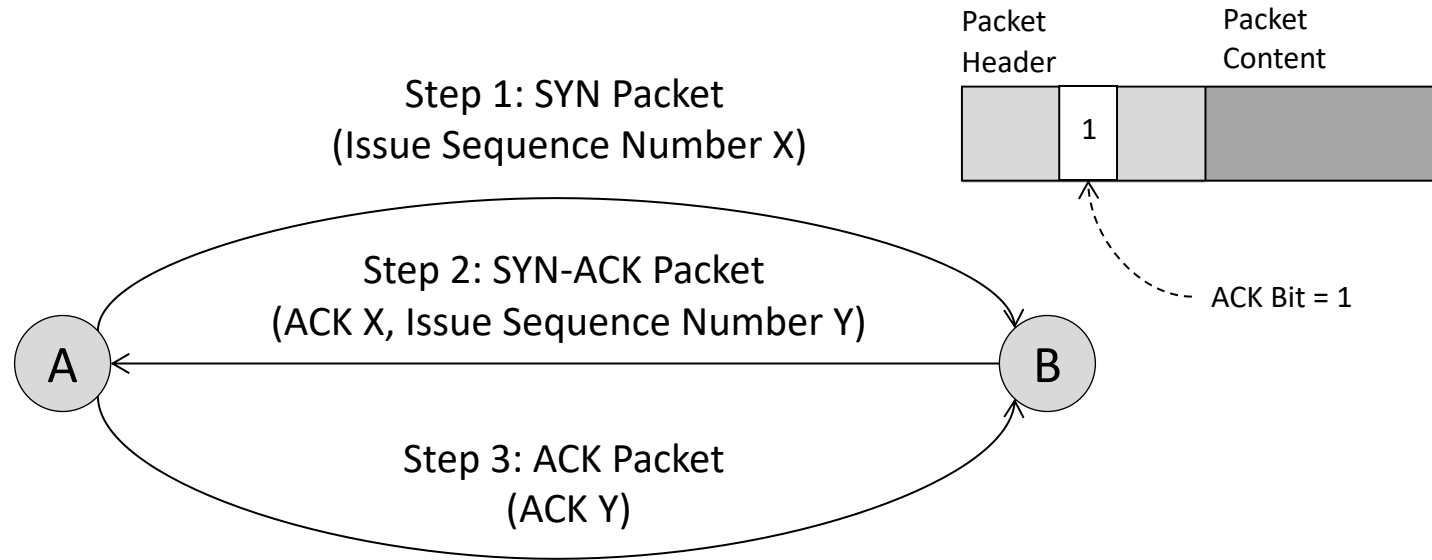 Packet
Header
Packet
Content
1
ACK Bit = 1
Step 1: SYN Packet
(Issue Sequence Number X)
Step 2: SYN-ACK Packet
(ACK X, Issue Sequence Number Y)
A
B
Step 3: ACK Packet
(ACK Y)